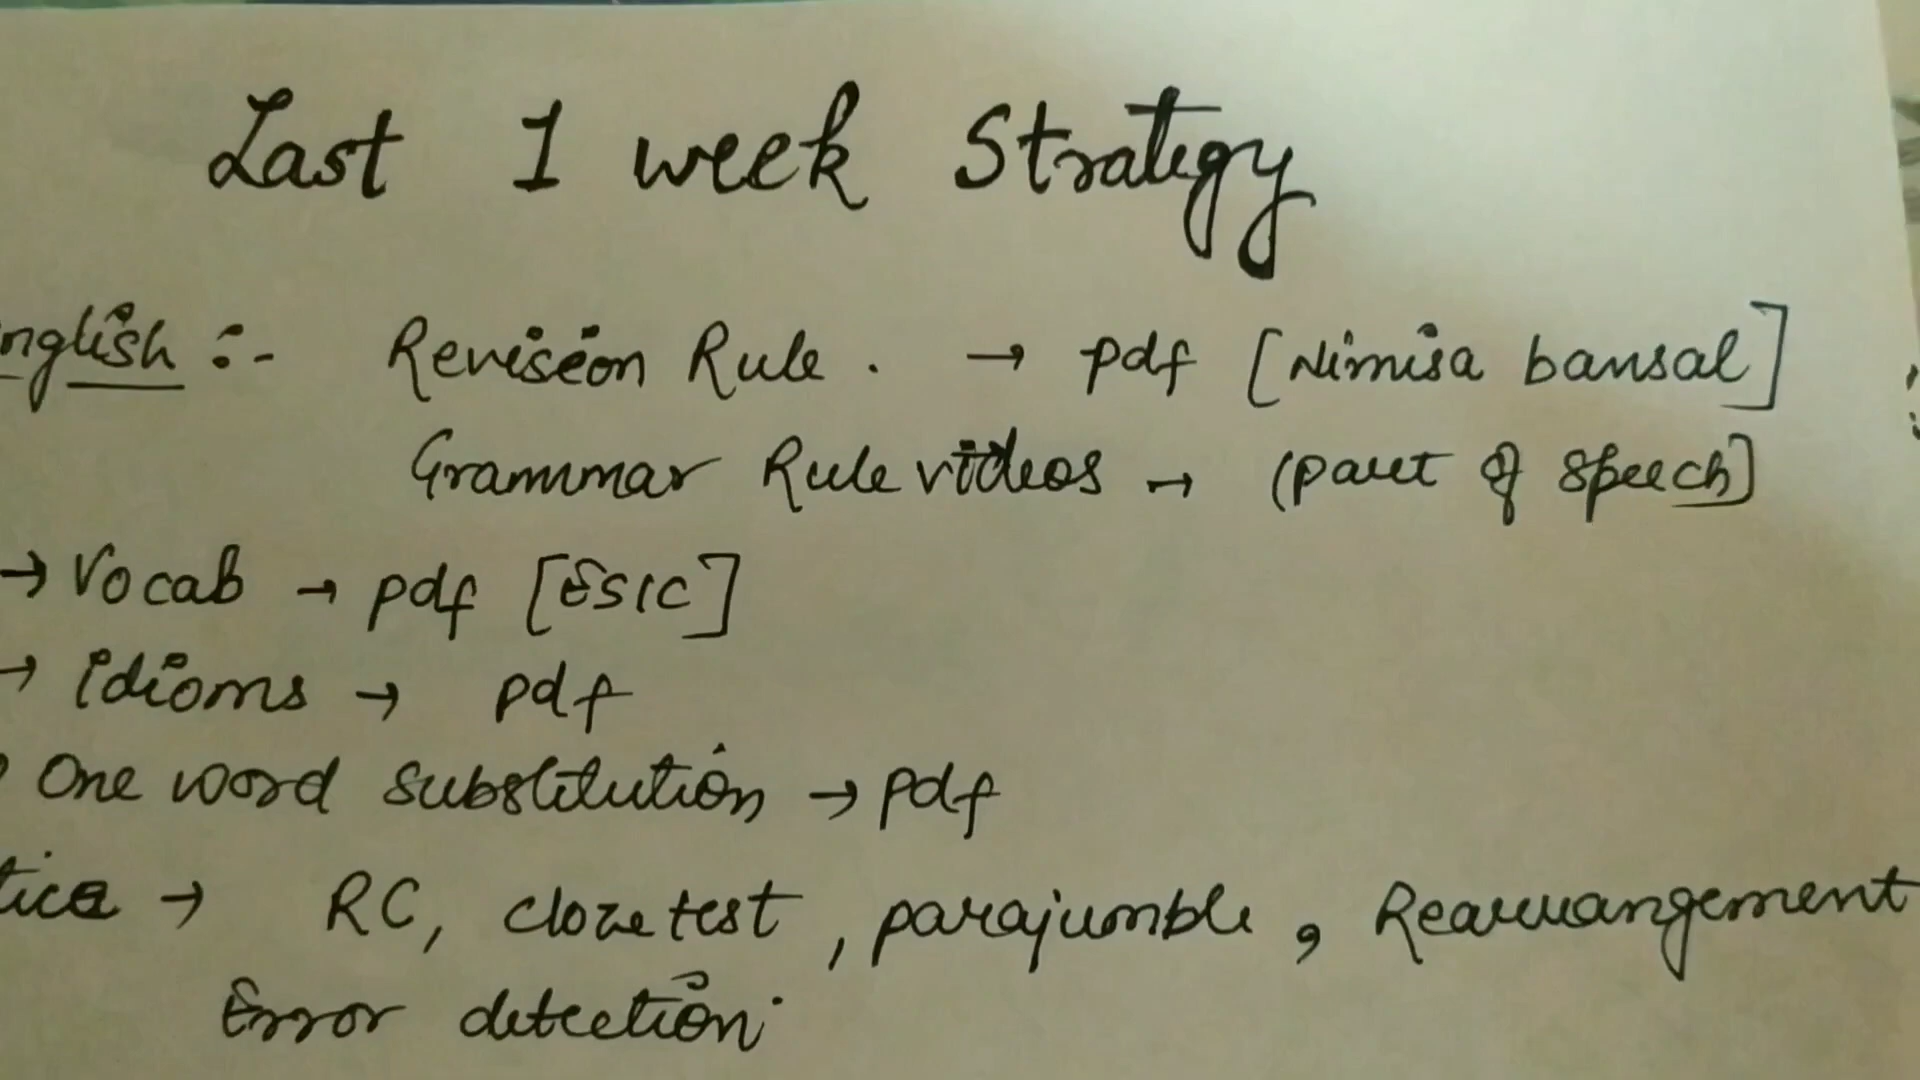 Last 1 week Strategy
nglish :- Revision Rule . → pdf [Nimisa bansal]
Grammar Rule videos → (part of speech]
→ Vocab → pdf [ESIC]
→ idioms → pdf
One word substitution → pdf
tice → RC, cloze test, parajumble, Rearrangement
Error detection